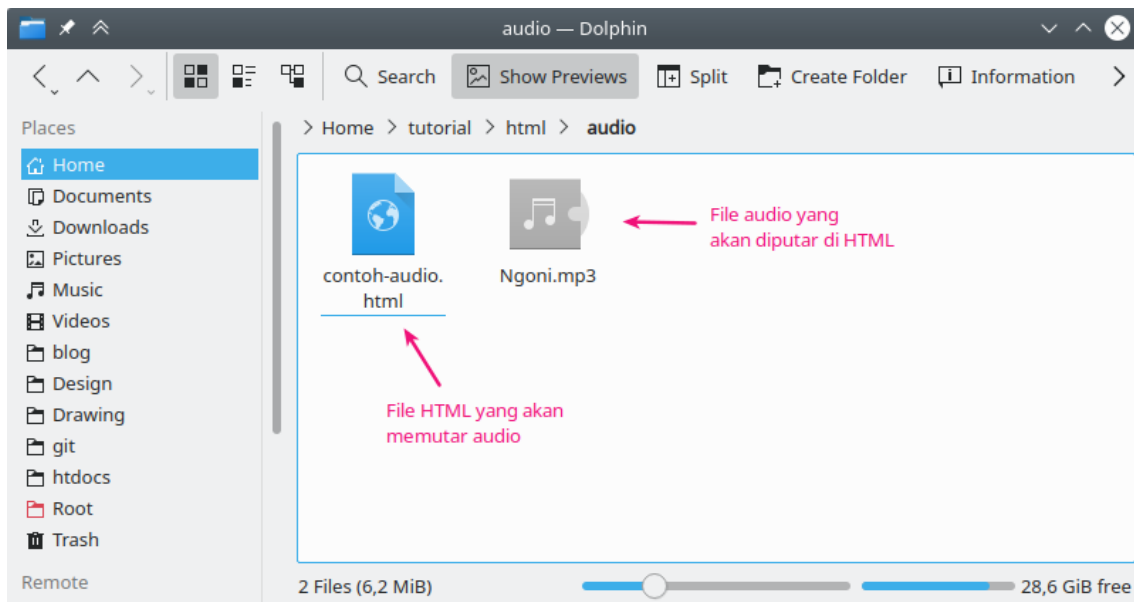 audio — Dolphin
Search
Show Previews
Split
Create Folder
Information
Places
Home
Documents
Downloads
Pictures
Music
Videos
blog
Design
Drawing
git
htdocs
Root
Trash
Remote
> Home > tutorial > html > audio
contoh-audio.
html
Ngoni.mp3
File audio yang
akan diputar di HTML
File HTML yang akan
memutar audio
2 Files (6,2 MiB)
28,6 GiB free